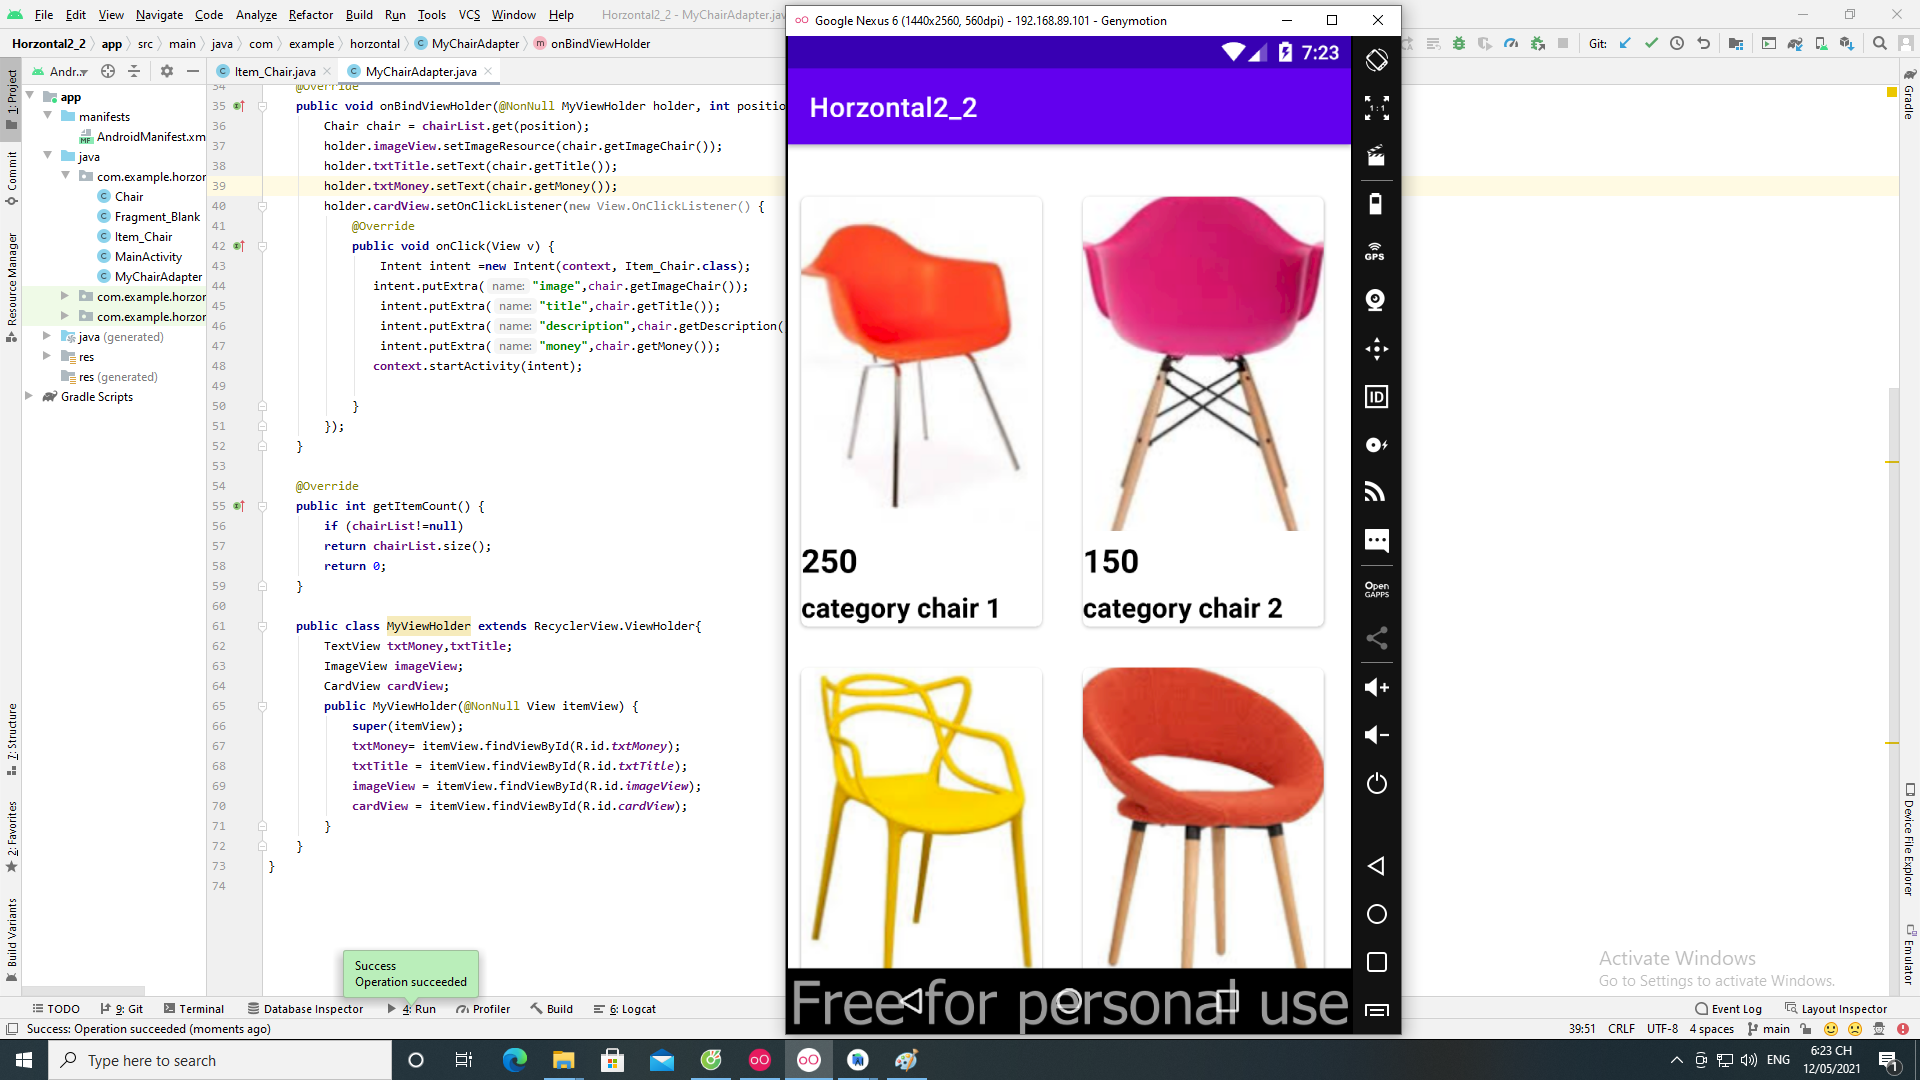 File Edit View Navigate Code Analyze Refactor Build Run Tools VCS Window Help Horzontal2_2 - MyChairAdapter.jav
Google Nexus 6 (1440x2560, 560dpi) - 192.168.89.101 - Genymotion
Horzontal2_2 app src main java com example horzontal MyChairAdapter onBindViewHolder
Git:
Andr..
Item_Chair.java
MyChairAdapter.java
1: Project
Commit
Resource Manager
7: Structure
2: Favorites
Build Variants
app
manifests
AndroidManifest.xm
java
com.example.horzor
Chair
Fragment_Blank
Item_Chair
MainActivity
MyChairAdapter
com.example.horzor
com.example.horzor
java (generated)
res
res (generated)
Gradle Scripts
34 @Override
35 public void onBindViewHolder(@NonNull MyViewHolder holder, int positio
36 Chair chair = chairList.get(position);
37 holder.imageView.setImageResource(chair.getImageChair());
38 holder.txtTitle.setText(chair.getTitle());
39 holder.txtMoney.setText(chair.getMoney());
40 holder.cardView.setOnClickListener(new View.OnClickListener() {
41 @Override
42 public void onClick(View v) {
43 Intent intent =new Intent(context, Item_Chair.class);
44 intent.putExtra( name: "image",chair.getImageChair());
45 intent.putExtra( name: "title",chair.getTitle());
46 intent.putExtra( name: "description",chair.getDescription(
47 intent.putExtra( name: "money",chair.getMoney());
48 context.startActivity(intent);
49
50 }
51 });
52 }
53
54 @Override
55 public int getItemCount() {
56 if (chairList!=null)
57 return chairList.size();
58 return 0;
59 }
60
61 public class MyViewHolder extends RecyclerView.ViewHolder{
62 TextView txtMoney,txtTitle;
63 ImageView imageView;
64 CardView cardView;
65 public MyViewHolder(@NonNull View itemView) {
66 super(itemView);
67 txtMoney= itemView.findViewById(R.id.txtMoney);
68 txtTitle = itemView.findViewById(R.id.txtTitle);
69 imageView = itemView.findViewById(R.id.imageView);
70 cardView = itemView.findViewById(R.id.cardView);
71 }
72 }
73 }
74
7:23
Horzontal2_2
250
category chair 1
150
category chair 2
Free for personal use
1:1
GPS
ID
Open
GAPPS
Gradle
Device File Explorer
Emulator
Activate Windows
Go to Settings to activate Windows.
Success
Operation succeeded
TODO 9: Git Terminal Database Inspector 4: Run Profiler Build 6: Logcat
Event Log Layout Inspector
Success: Operation succeeded (moments ago)
39:51 CRLF UTF-8 4 spaces main
Type here to search
ENG
6:23 CH
12/05/2021
1